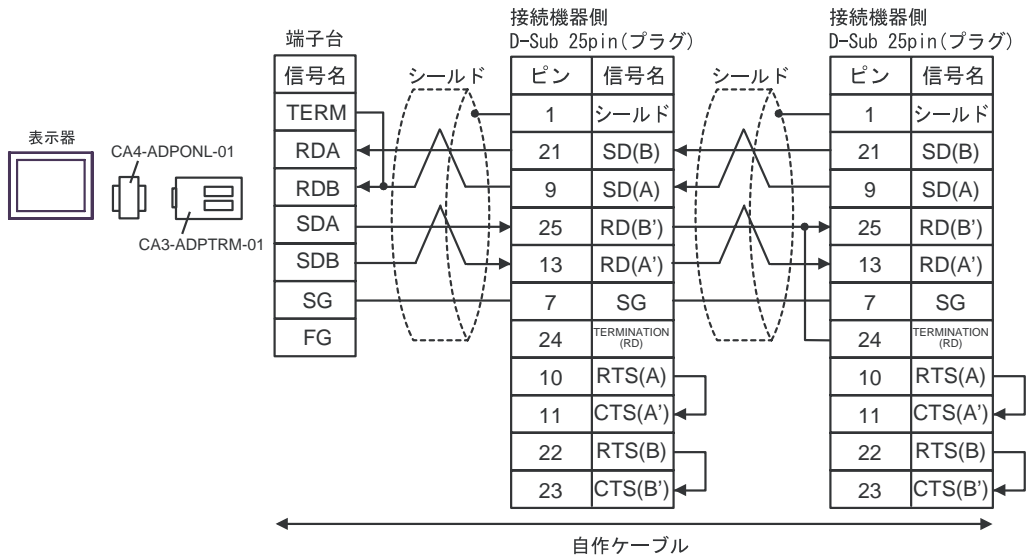 接続機器側
D-Sub 25pin(プラグ)
接続機器側
D-Sub 25pin(プラグ)
端子台
表示器
CA4-ADPONL-01
CA3-ADPTRM-01
信号名
TERM
RDA
RDB
SDA
SDB
SG
FG
シールド
ピン 信号名
1 シールド
21 SD(B)
9 SD(A)
25 RD(B')
13 RD(A')
7 SG
24 TERMINATION
(RD)
10 RTS(A)
11 CTS(A')
22 RTS(B)
23 CTS(B')
シールド
ピン 信号名
1 シールド
21 SD(B)
9 SD(A)
25 RD(B')
13 RD(A')
7 SG
24 TERMINATION
(RD)
10 RTS(A)
11 CTS(A')
22 RTS(B)
23 CTS(B')
自作ケーブル